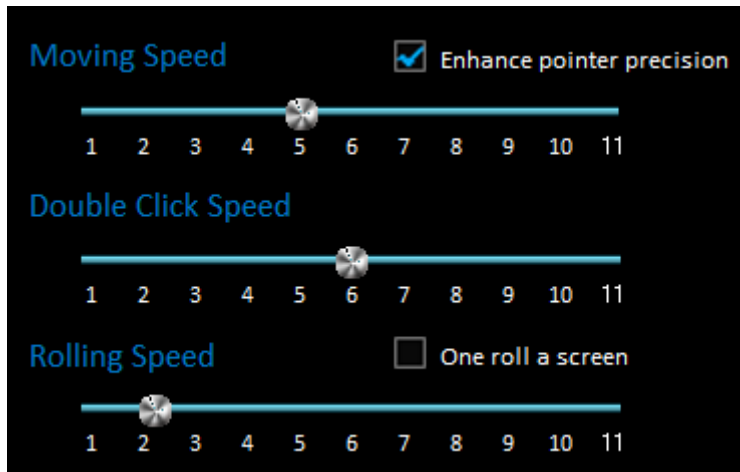 Moving Speed Enhance pointer precision
1 2 3 4 5 6 7 8 9 10 11
Double Click Speed
1 2 3 4 5 6 7 8 9 10 11
Rolling Speed One roll a screen
1 2 3 4 5 6 7 8 9 10 11